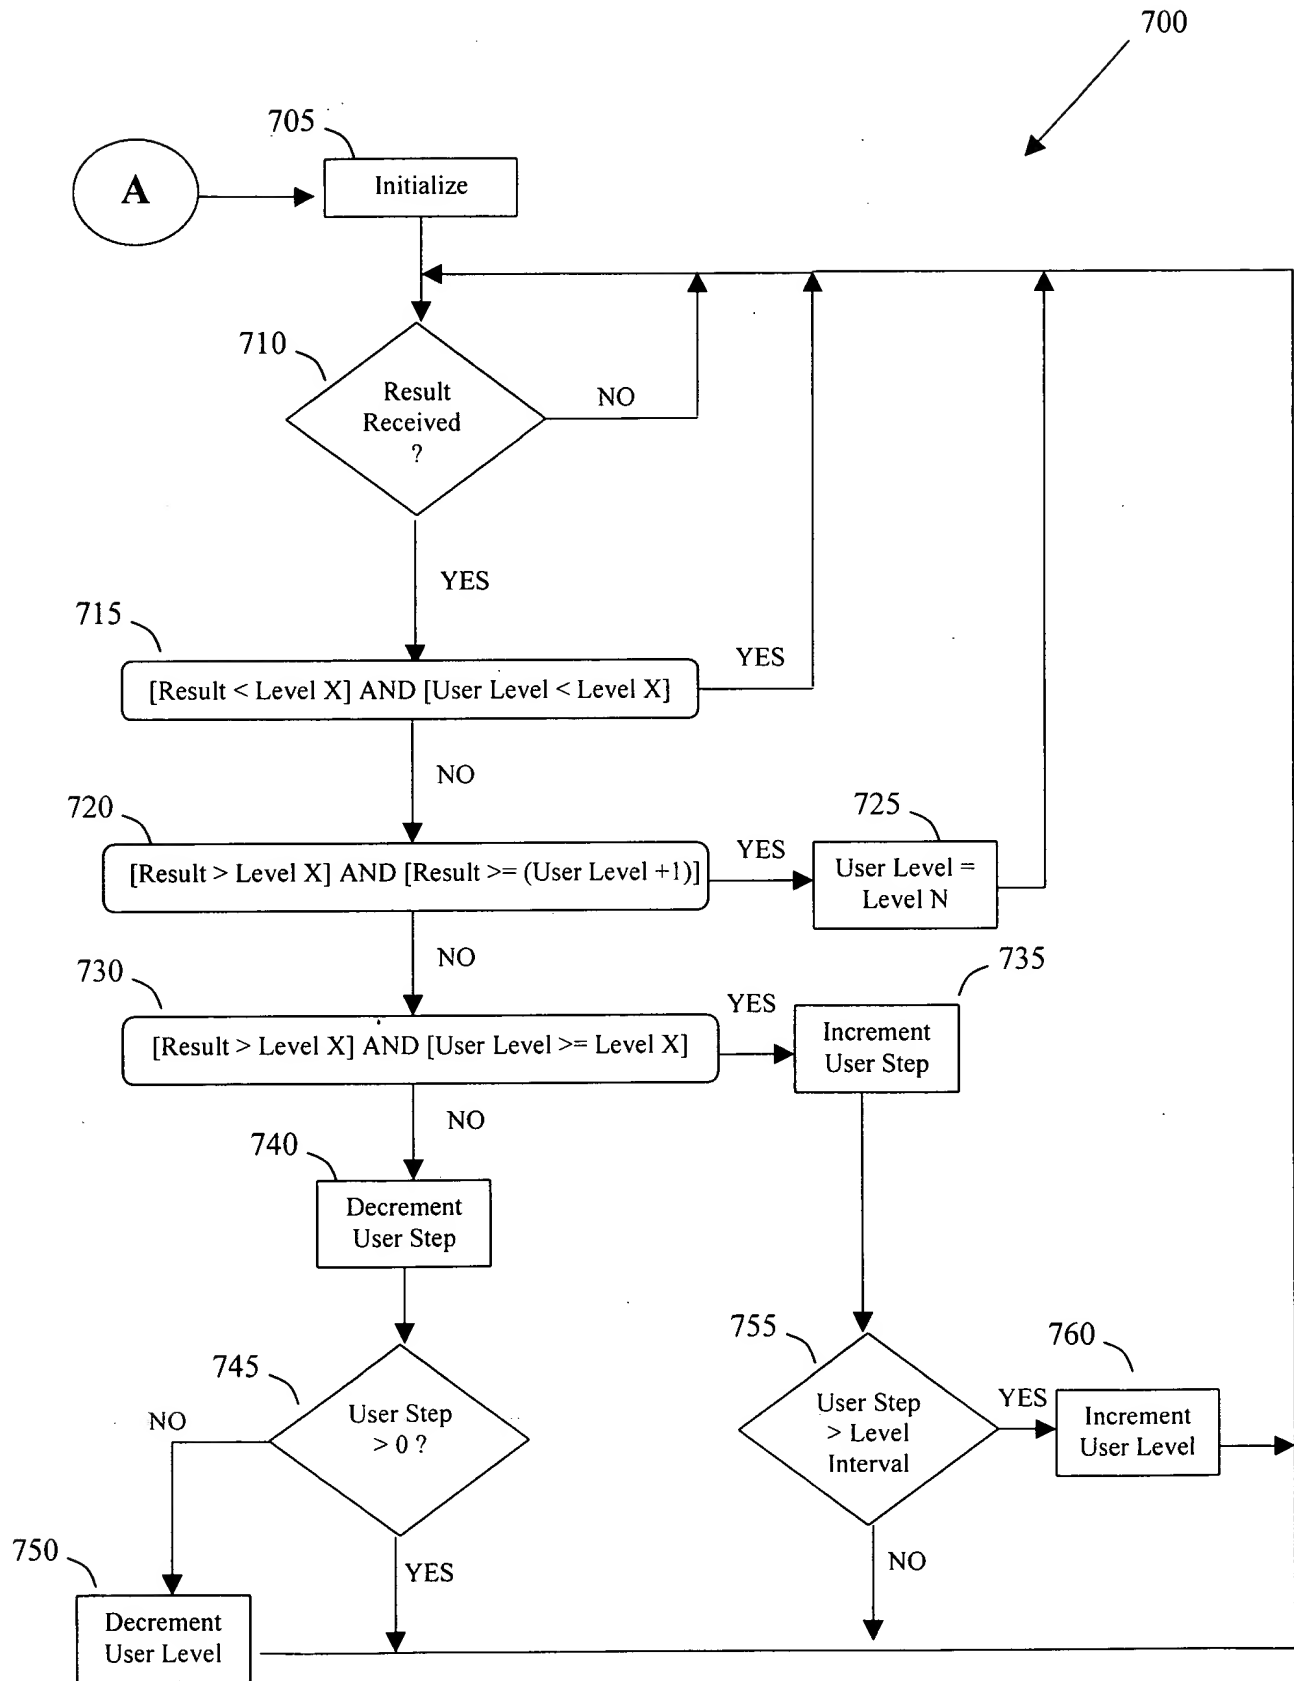 700
705
A
Initialize
710
Result
Received
?
NO
YES
715
[Result < Level X] AND [User Level < Level X]
YES
NO
720
[Result > Level X] AND [Result >= (User Level +1)]
YES
725
User Level =
Level N
NO
730
[Result > Level X] AND [User Level >= Level X]
YES
735
Increment
User Step
NO
740
Decrement
User Step
745
User Step
> 0 ?
NO
YES
750
Decrement
User Level
755
User Step
> Level
Interval
YES
NO
760
Increment
User Level